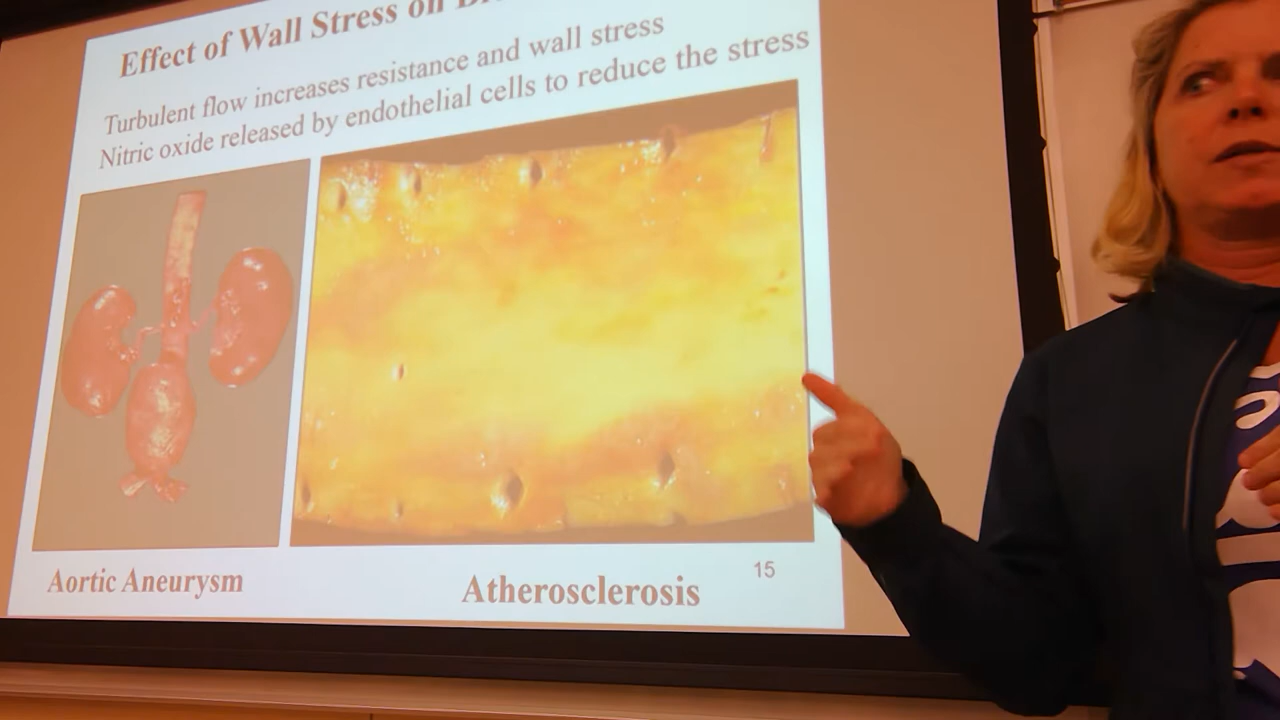 Effect of Wall Stress on
Turbulent flow increases resistance and wall stress
Nitric oxide released by endothelial cells to reduce the stress
Aortic Aneurysm
Atherosclerosis
15